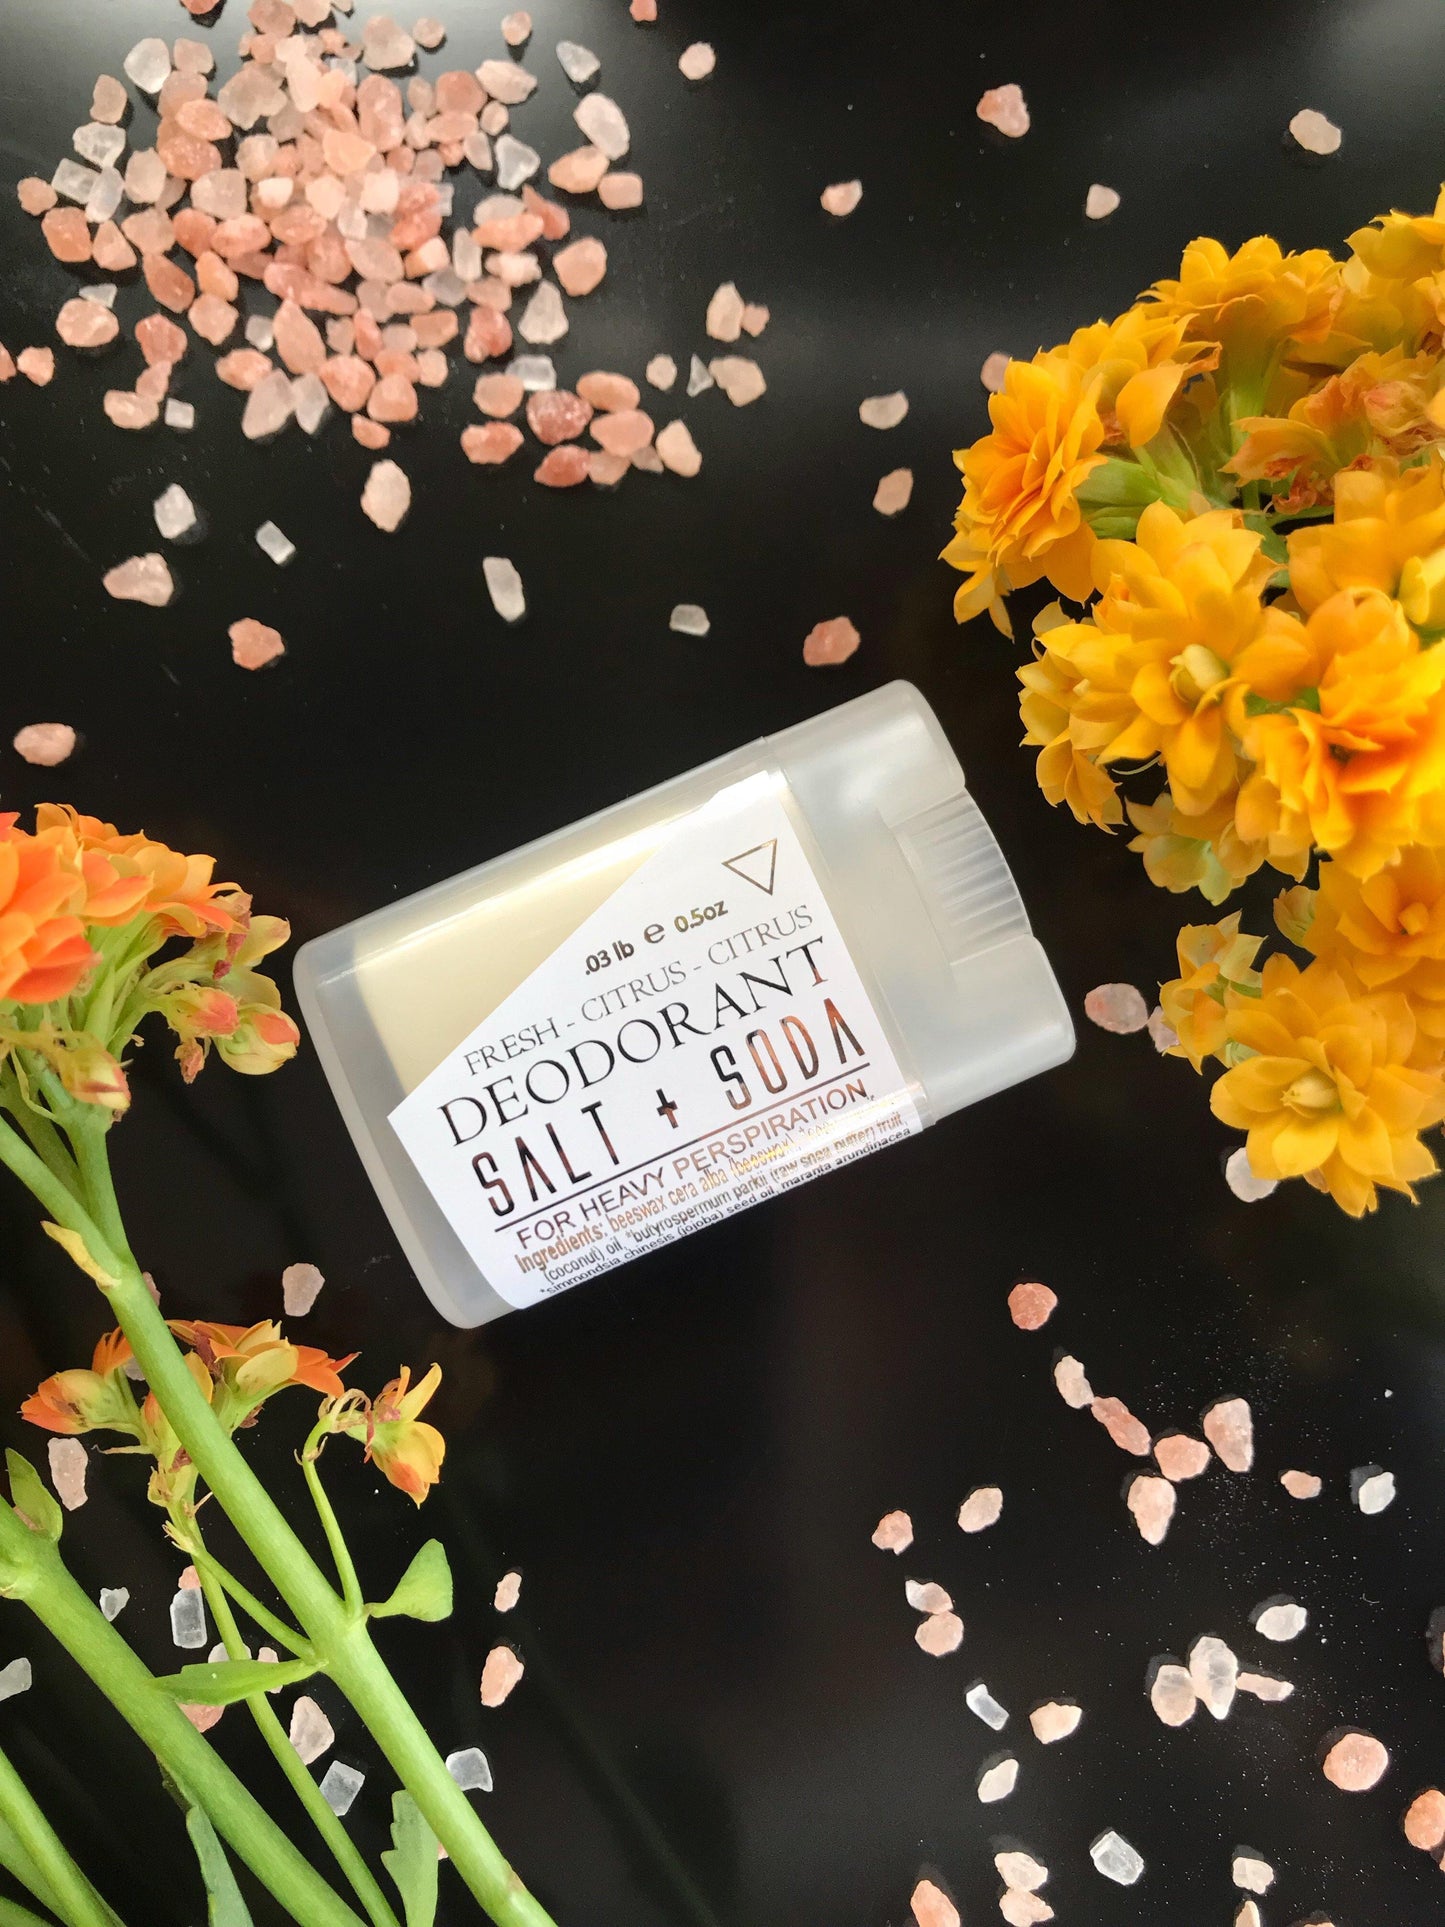 .03 lb e 0.5oz
FRESH - CITRUS - CITRUS
DEODORANT
SALT + SODA
FOR HEAVY PERSPIRATION
Ingredients: beeswax cera alba (beeswax),
(coconut) oil, *butyrospermum parkii (raw shea butter) fruit,
*simmondsia chinesis (jojoba) seed oil, maranta arundinacea